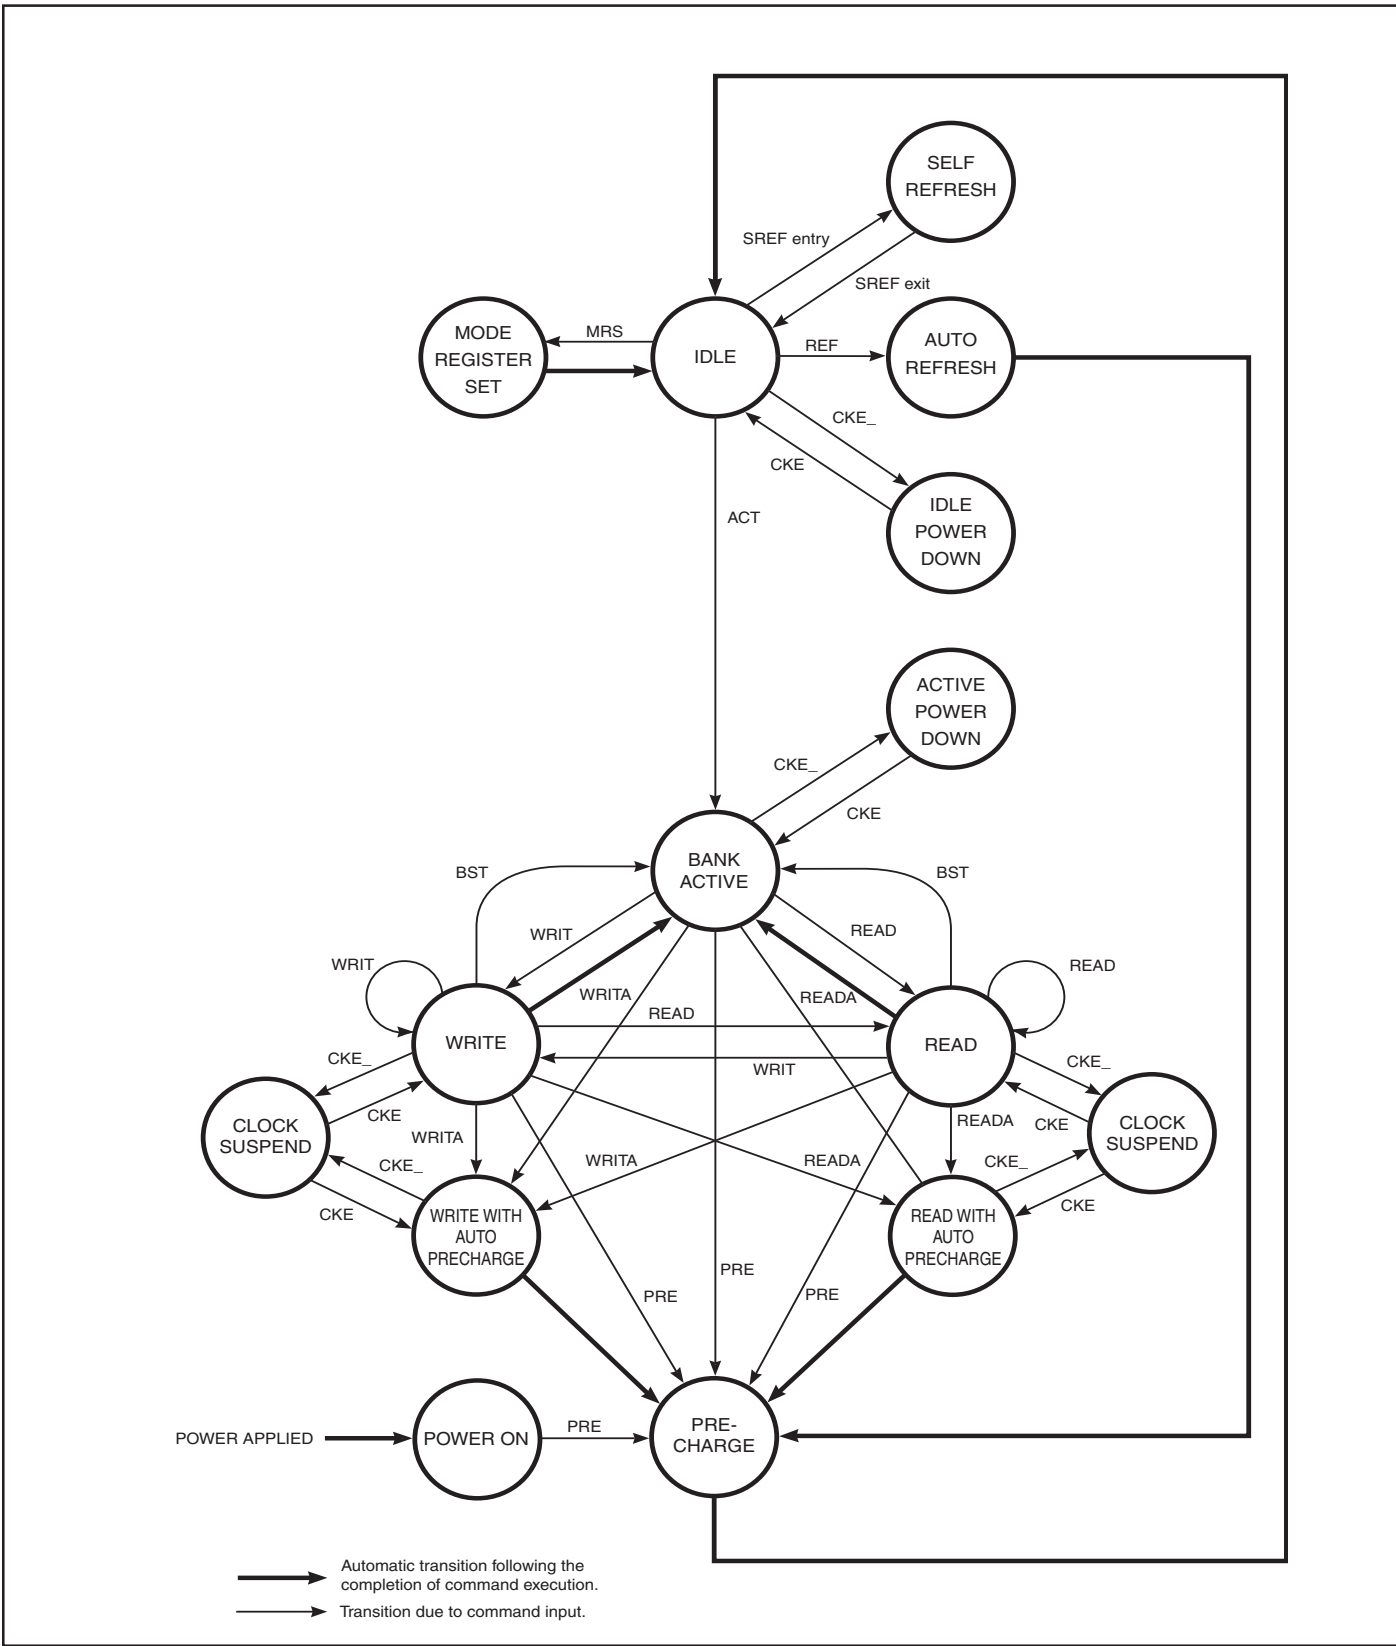 SELF
REFRESH
SREF entry
SREF exit
MODE
REGISTER
SET
MRS
IDLE
REF
AUTO
REFRESH
CKE_
CKE
IDLE
POWER
DOWN
ACT
ACTIVE
POWER
DOWN
CKE_
CKE
BANK
ACTIVE
BST
BST
WRIT
READ
WRIT
READ
WRITA
READA
READ
WRITE
READ
WRIT
CKE_
CKE_
CLOCK
SUSPEND
CKE
CKE
CLOCK
SUSPEND
WRITA
READA
CKE_
WRITA
READA
CKE_
CKE
CKE
WRITE WITH
AUTO
PRECHARGE
READ WITH
AUTO
PRECHARGE
PRE
PRE
PRE
POWER APPLIED
POWER ON
PRE
PRE-
CHARGE
Automatic transition following the
completion of command execution.
Transition due to command input.